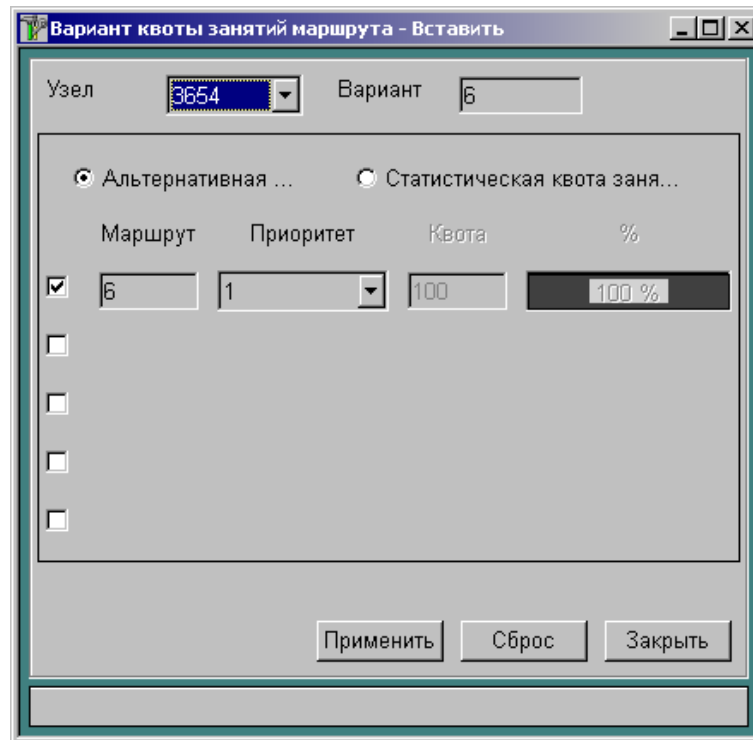 Вариант квоты занятий маршрута - Вставить
Узел 3654 Вариант 6
Альтернативная ... Статистическая квота заня...
Маршрут Приоритет Квота %
6 1 100 100 %
Применить Сброс Закрыть